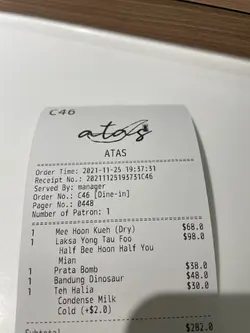 C46
atas
ATAS
Order Time: 2021-11-25 19:37:31
Receipt No.: 20211125193731C46
Served By: manager
Order No.: C46 [Dine-in]
Pager No.: 0448
Number of Patron: 1
1 Mee Hoon Kueh (Dry) $68.0
1 Laksa Yong Tau Foo $98.0
Half Bee Hoon Half You
Mian
1 Prata Bomb $38.0
1 Bandung Dinosaur $48.0
1 Teh Halia $30.0
Condense Milk
Cold (+$2.0)
Subtotal $282.0